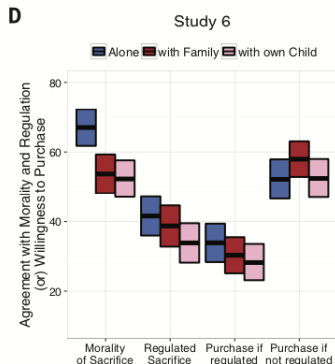 D
Study 6
Alone with Family with own Child
Agreement with Morality and Regulation
(or) Willingness to Purchase
80
60
40
20
Morality of Sacrifice
Regulated Sacrifice
Purchase if regulated
Purchase if not regulated